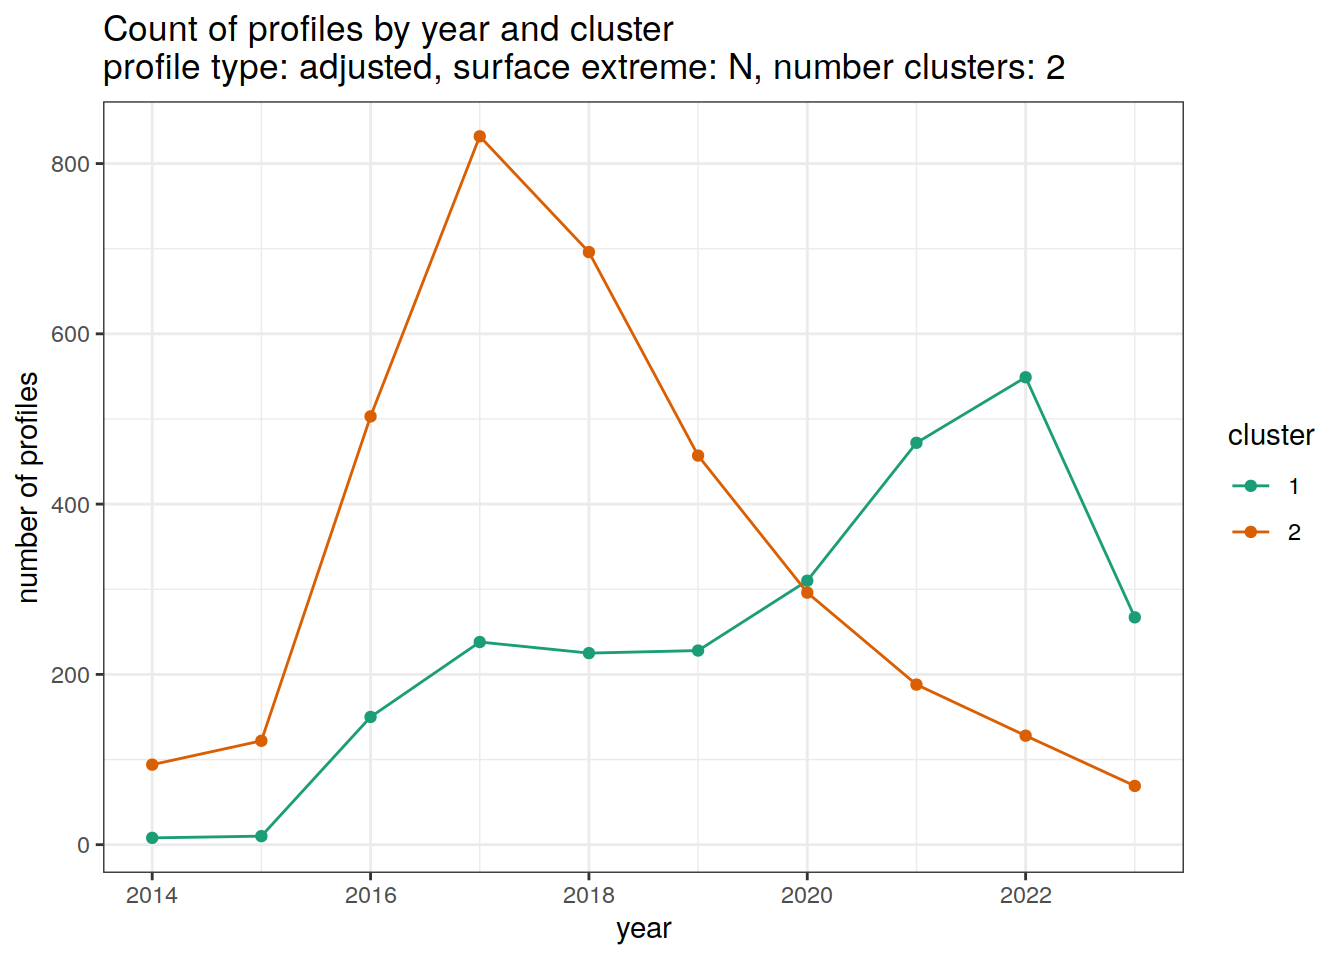 Count of profiles by year and cluster
profile type: adjusted, surface extreme: N, number clusters: 2
800
600
400
200
0
number of profiles
2014 2016 2018 2020 2022
year
cluster
1
2